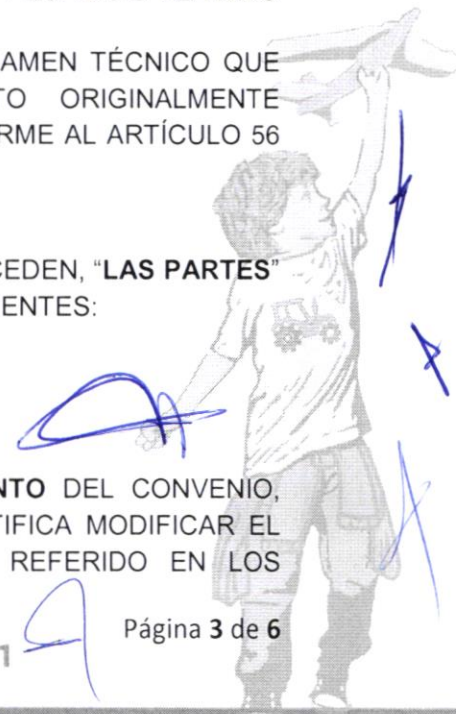 AMEN TÉCNICO QUE
TO ORIGINALMENTE
RME AL ARTÍCULO 56
CEDEN, “LAS PARTES”
ENTES:
NTO DEL CONVENIO,
TIFICA MODIFICAR EL
REFERIDO EN LOS
Página 3 de 6
1